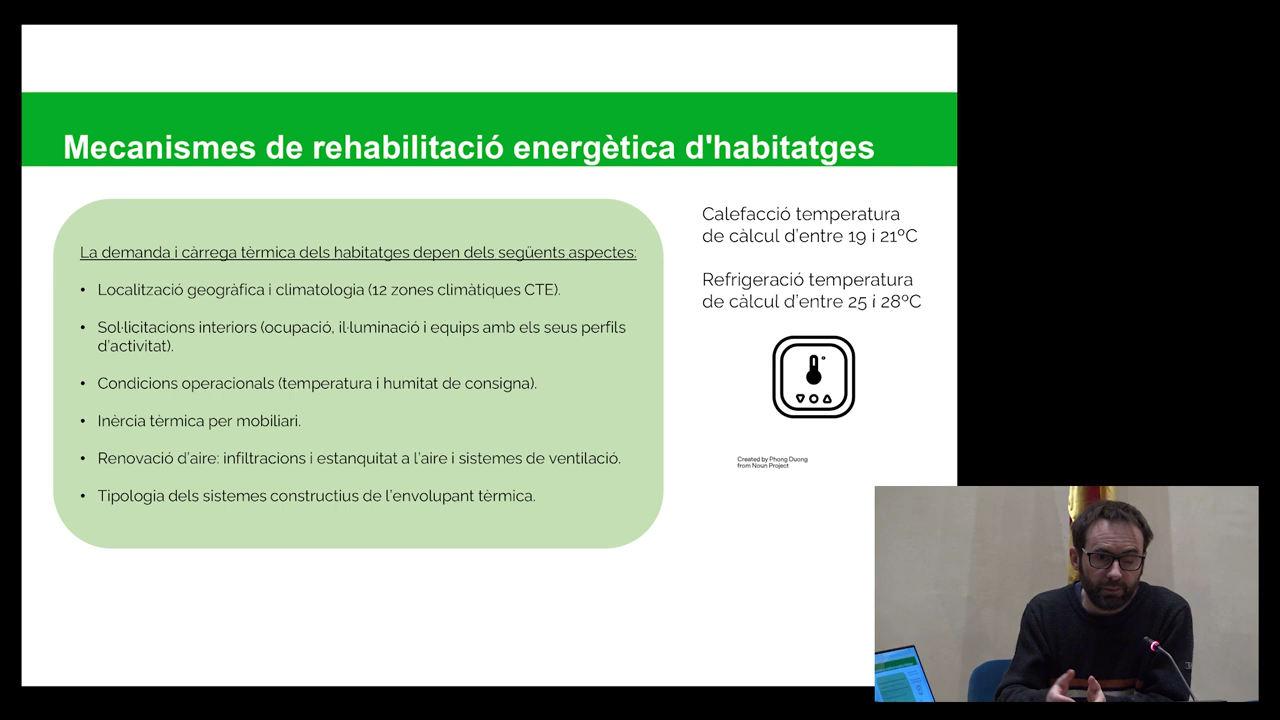 Mecanismes de rehabilitació energètica d'habitatges
La demanda i càrrega tèrmica dels habitatges depen dels següents aspectes:
• Localització geogràfica i climatologia (12 zones climàtiques CTE).
• Sol·licitacions interiors (ocupació, il·luminació i equips amb els seus perfils
d'activitat).
• Condicions operacionals (temperatura i humitat de consigna).
• Inèrcia tèrmica per mobiliari.
• Renovació d'aire: infiltracions i estanquitat a l'aire i sistemes de ventilació.
• Tipologia dels sistemes constructius de l'envolupant tèrmica.
Calefacció temperatura
de càlcul d'entre 19 i 21ºC
Refrigeració temperatura
de càlcul d'entre 25 i 28ºC
Created by Phong Duong
from Noun Project